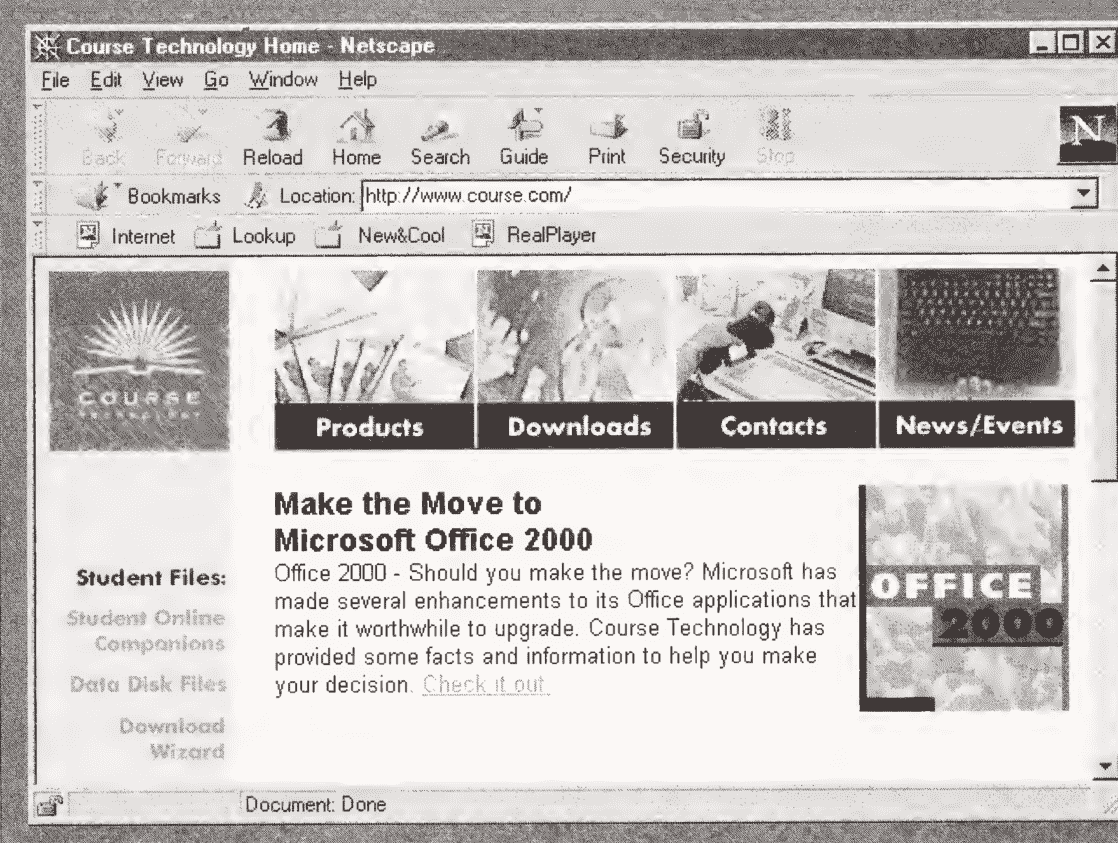 Course Technology Home - Netscape
File Edit View Go Window Help
Back Forward Reload Home Search Guide Print Security Stop
N
Bookmarks Location: http://www.course.com/
Internet Lookup New&Cool RealPlayer
COURSE
TECHNOLOGY
Products Downloads Contacts News/Events
Make the Move to
Microsoft Office 2000
Office 2000 - Should you make the move? Microsoft has
made several enhancements to its Office applications that
make it worthwhile to upgrade. Course Technology has
provided some facts and information to help you make
your decision. Check it out.
OFFICE
2000
Student Files:
Student Online
Companions
Data Disk Files
Download
Wizard
Document: Done